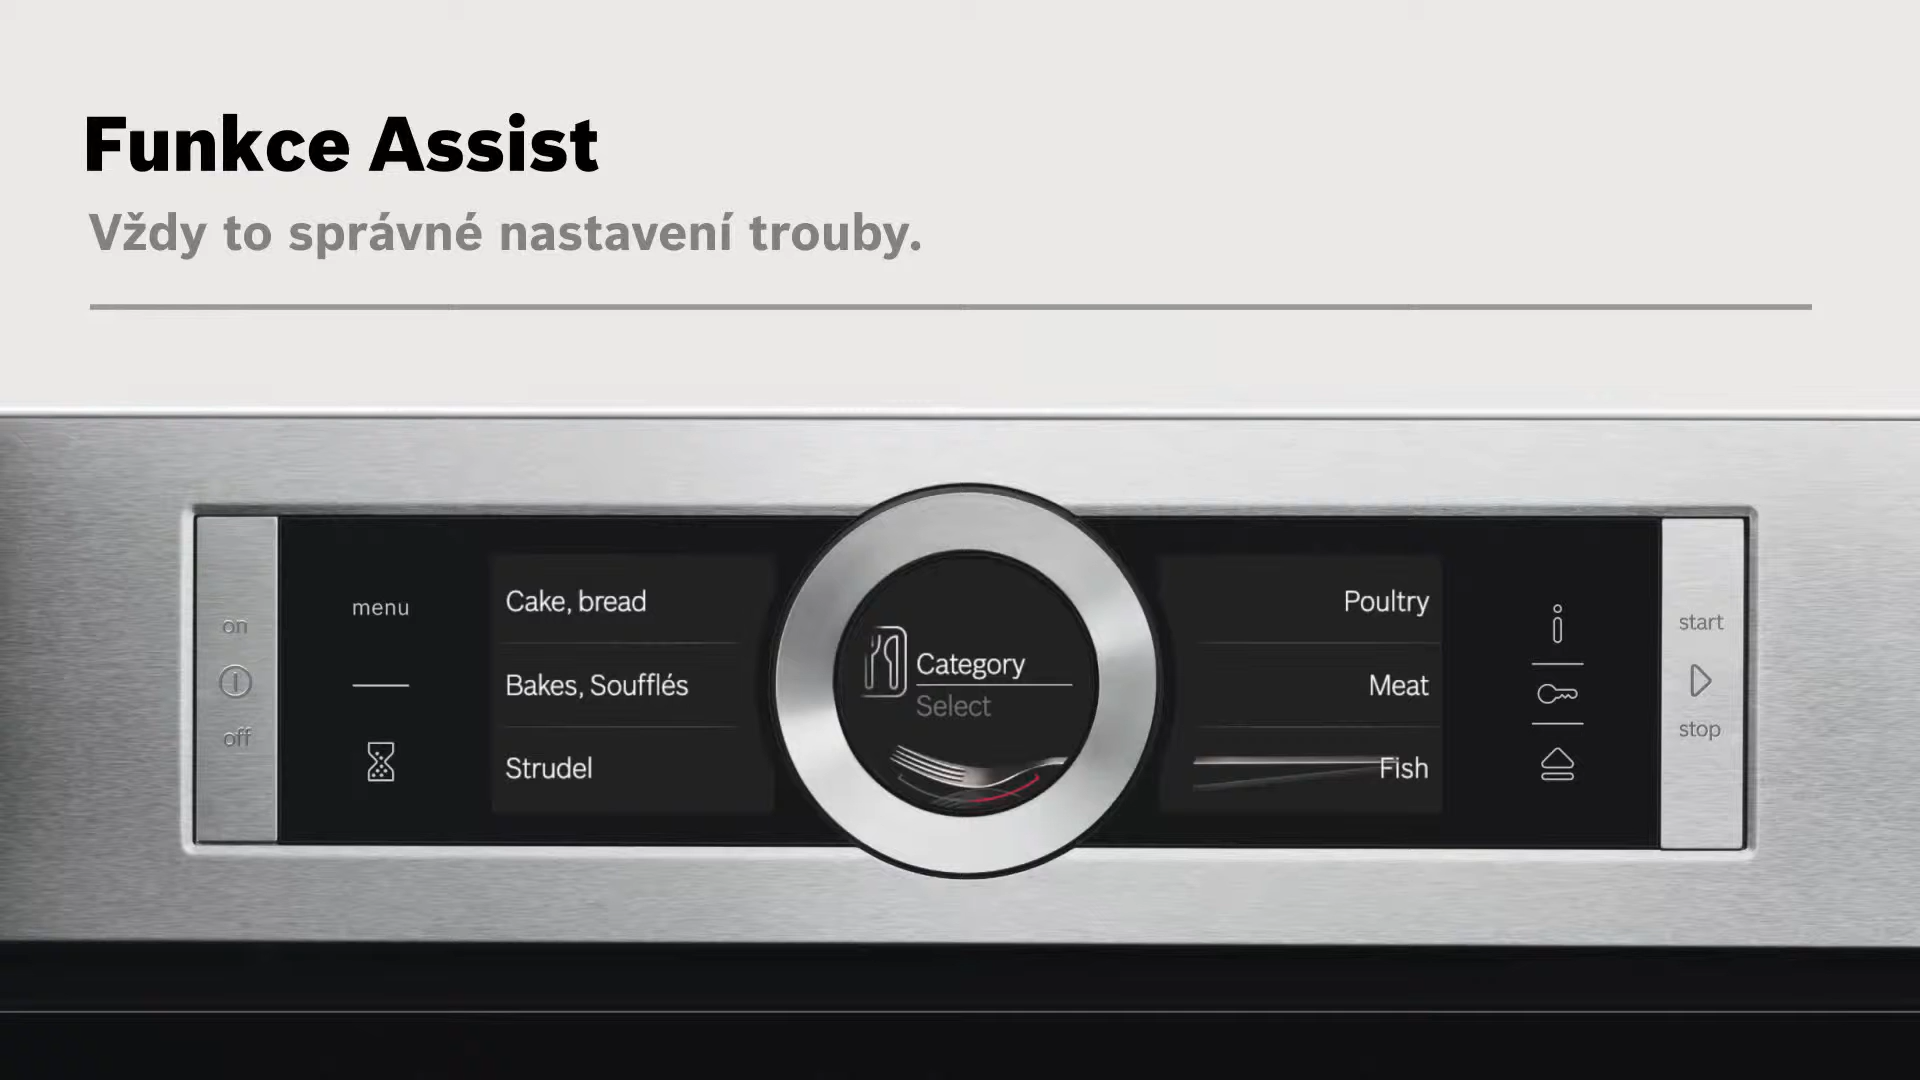 Funkce Assist
Vždy to správné nastavení trouby.
on
off
menu
Cake, bread
Bakes, Soufflés
Strudel
Category
Select
Poultry
Meat
Fish
start
stop